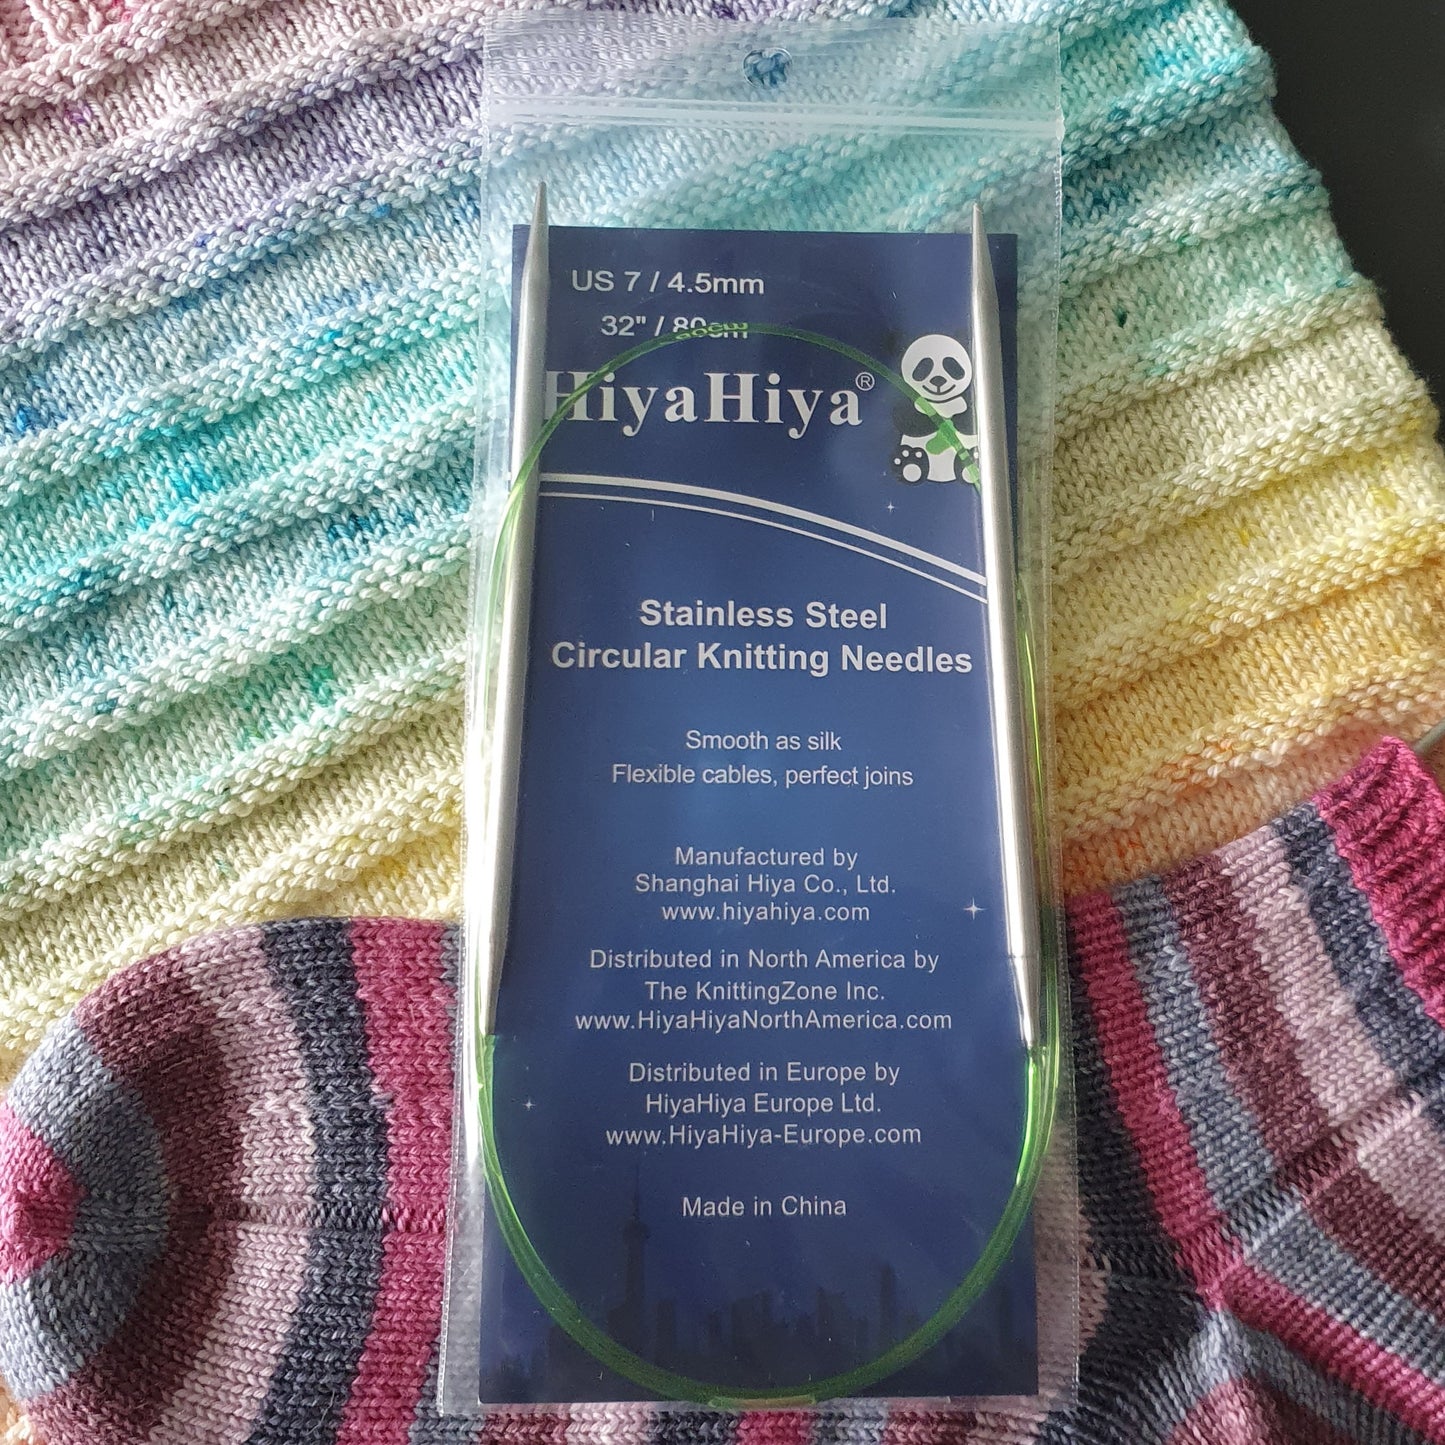 US 7 / 4.5mm
32" / 80cm
HiyaHiya®
Stainless Steel
Circular Knitting Needles
Smooth as silk
Flexible cables, perfect joins
Manufactured by
Shanghai Hiya Co., Ltd.
www.hiyahiya.com
Distributed in North America by
The KnittingZone Inc.
www.HiyaHiyaNorthAmerica.com
Distributed in Europe by
HiyaHiya Europe Ltd.
www.HiyaHiya-Europe.com
Made in China